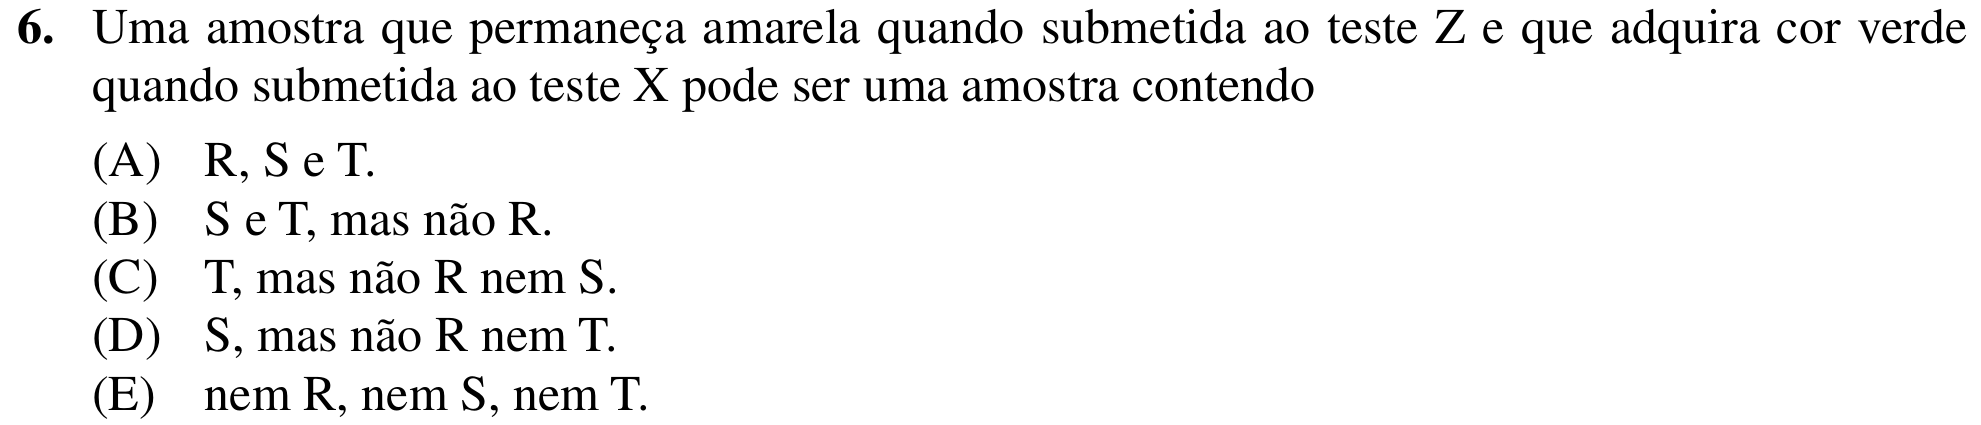 6. Uma amostra que permaneça amarela quando submetida ao teste Z e que adquira cor verde
quando submetida ao teste X pode ser uma amostra contendo
(A) R, S e T.
(B) S e T, mas não R.
(C) T, mas não R nem S.
(D) S, mas não R nem T.
(E) nem R, nem S, nem T.